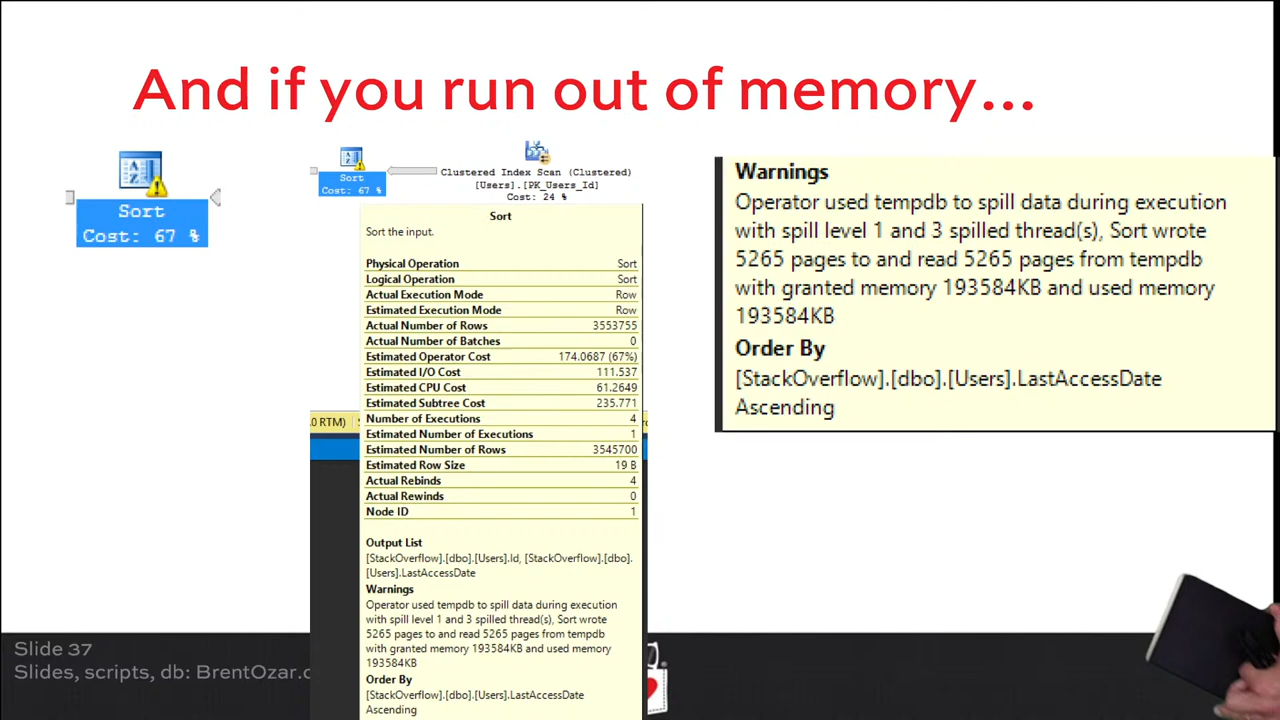 And if you run out of memory...
Sort
Cost: 67 %
Sort
Cost: 67 %
Clustered Index Scan (Clustered)
[Users].[PK_Users_Id]
Cost: 24 %
Sort
Sort the input.
Physical Operation Sort
Logical Operation Sort
Actual Execution Mode Row
Estimated Execution Mode Row
Actual Number of Rows 3553755
Actual Number of Batches 0
Estimated Operator Cost 174.0687 (67%)
Estimated I/O Cost 111.537
Estimated CPU Cost 61.2649
Estimated Subtree Cost 235.771
Number of Executions 4
Estimated Number of Executions 1
Estimated Number of Rows 3545700
Estimated Row Size 19 B
Actual Rebinds 4
Actual Rewinds 0
Node ID 1
Output List
[StackOverflow].[dbo].[Users].Id, [StackOverflow].[dbo].
[Users].LastAccessDate
Warnings
Operator used tempdb to spill data during execution
with spill level 1 and 3 spilled thread(s), Sort wrote
5265 pages to and read 5265 pages from tempdb
with granted memory 193584KB and used memory
193584KB
Order By
[StackOverflow].[dbo].[Users].LastAccessDate
Ascending
.0 RTM)
Warnings
Operator used tempdb to spill data during execution
with spill level 1 and 3 spilled thread(s), Sort wrote
5265 pages to and read 5265 pages from tempdb
with granted memory 193584KB and used memory
193584KB
Order By
[StackOverflow].[dbo].[Users].LastAccessDate
Ascending
Slide 37
Slides, scripts, db: BrentOzar.c